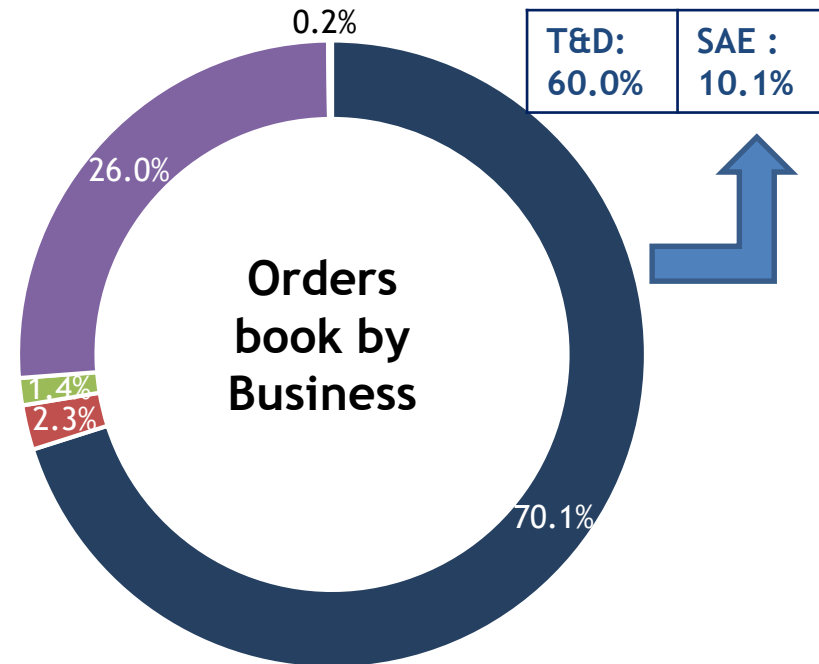 0.2%
T&D:
60.0%
SAE :
10.1%
26.0%
Orders
book by
Business
1.4%
2.3%
70.1%